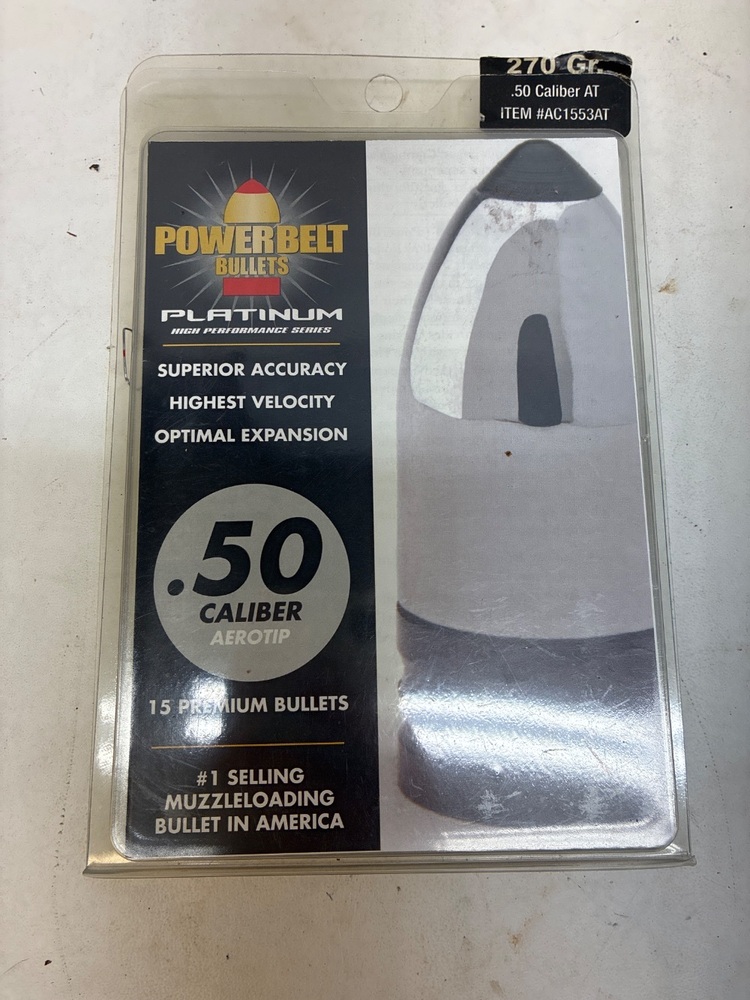 270 Gr.
.50 Caliber AT
ITEM #AC1553AT
POWERBELT
BULLETS
PLATINUM
HIGH PERFORMANCE SERIES
SUPERIOR ACCURACY
HIGHEST VELOCITY
OPTIMAL EXPANSION
.50
CALIBER
AEROTIP
15 PREMIUM BULLETS
#1 SELLING
MUZZLELOADING
BULLET IN AMERICA